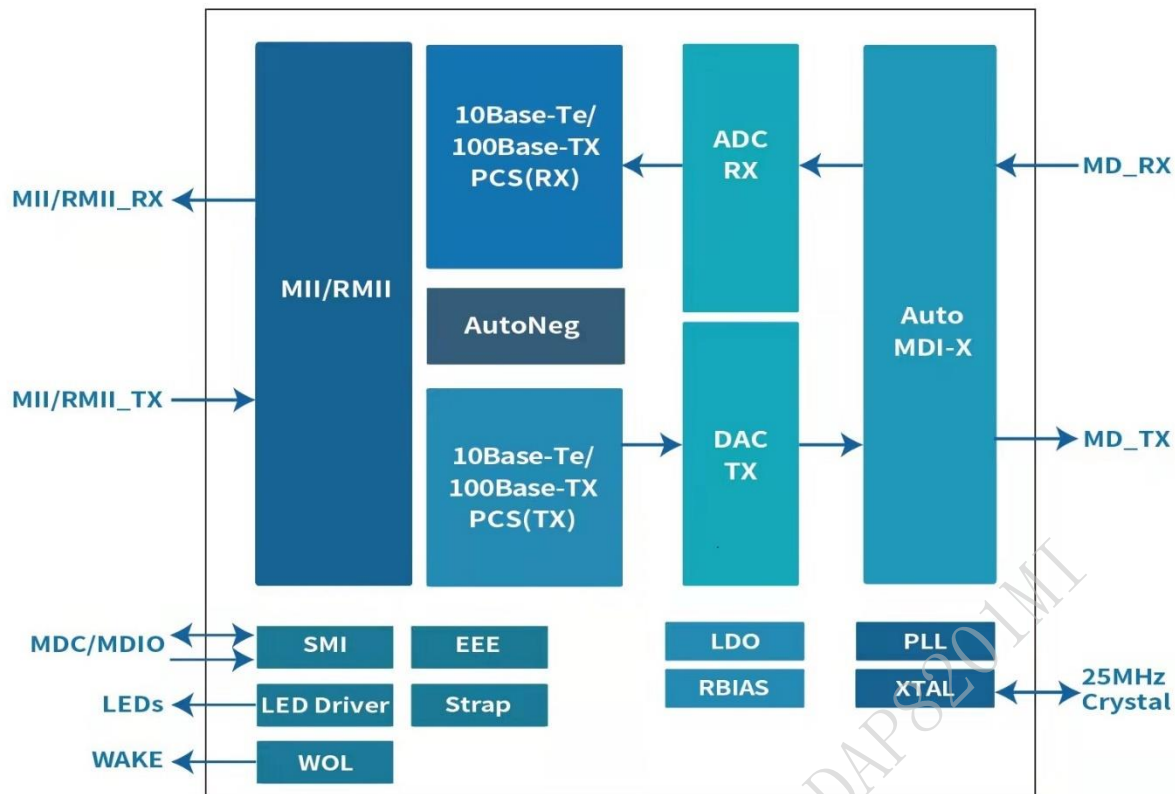 10Base-Te/
100Base-TX
PCS(RX)
ADC
RX
MD_RX
MII/RMII_RX
MII/RMII
AutoNeg
Auto
MDI-X
MII/RMII_TX
10Base-Te/
100Base-TX
PCS(TX)
DAC
TX
MD_TX
MDC/MDIO
SMI
EEE
LDO
PLL
LEDs
LED Driver
Strap
RBIAS
XTAL
25MHz
Crystal
WAKE
WOL
DAP8201MI